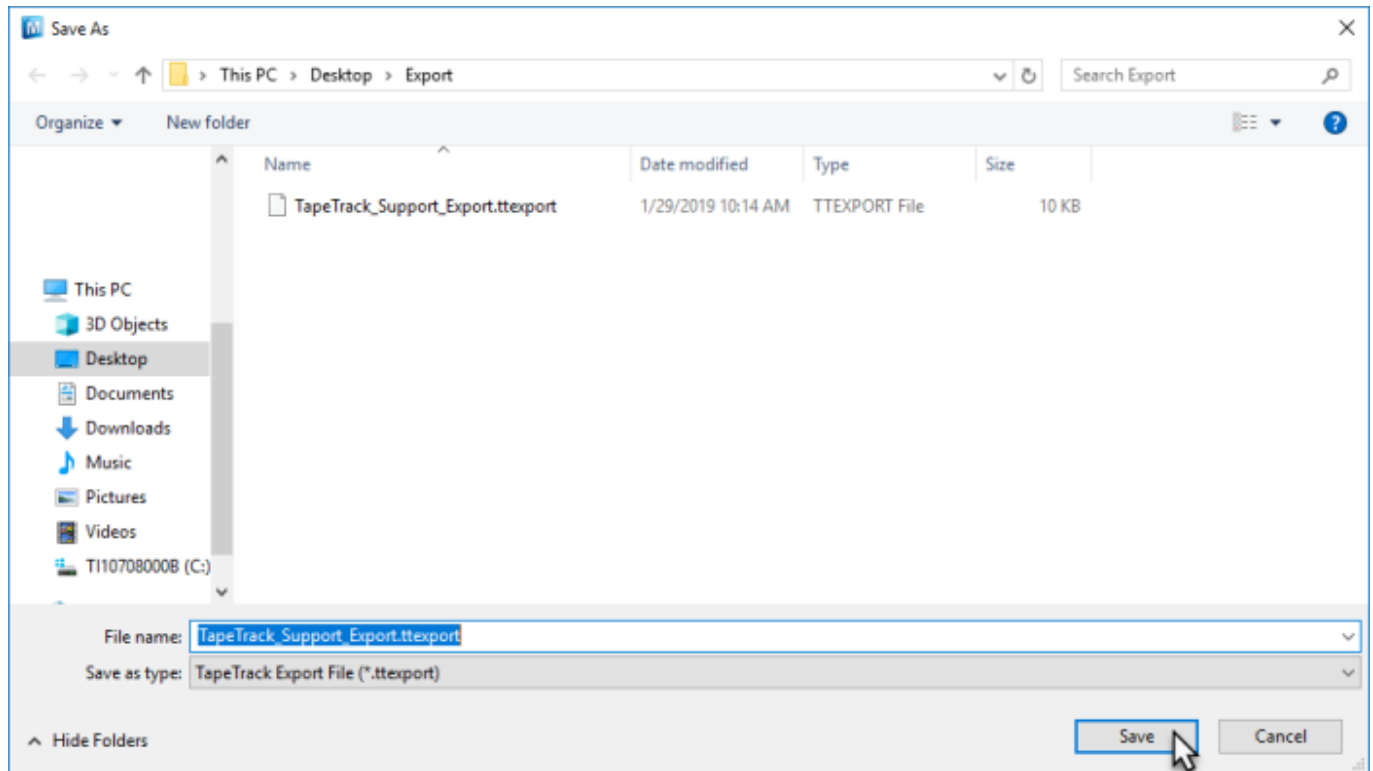 Save As
This PC > Desktop > Export
Search Export
Organize
New folder
Name Date modified Type Size
TapeTrack_Support_Export.ttexport 1/29/2019 10:14 AM TTEXPORT File 10 KB
This PC
3D Objects
Desktop
Documents
Downloads
Music
Pictures
Videos
TI10708000B (C:)
File name: TapeTrack_Support_Export.ttexport
Save as type: TapeTrack Export File (*.ttexport)
Hide Folders
Save
Cancel